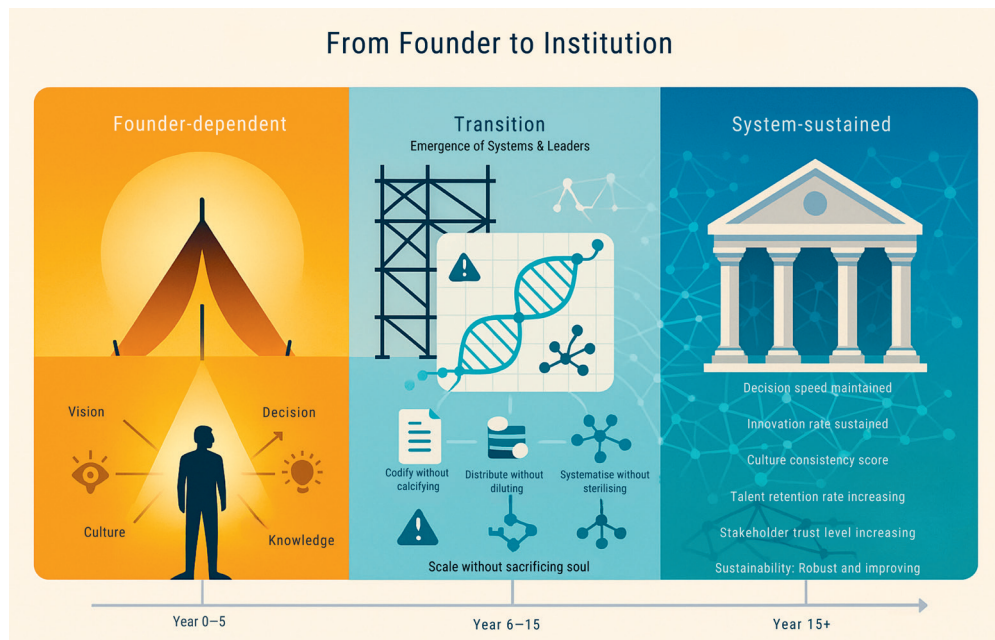 From Founder to Institution
Founder-dependent
Vision
Decision
Culture
Knowledge
Transition
Emergence of Systems & Leaders
Codify without
calcifying
Distribute without
diluting
Systematise without
sterilising
Scale without sacrificing soul
System-sustained
Decision speed maintained
Innovation rate sustained
Culture consistency score
Talent retention rate increasing
Stakeholder trust level increasing
Sustainability: Robust and improving
Year 0–5
Year 6–15
Year 15+